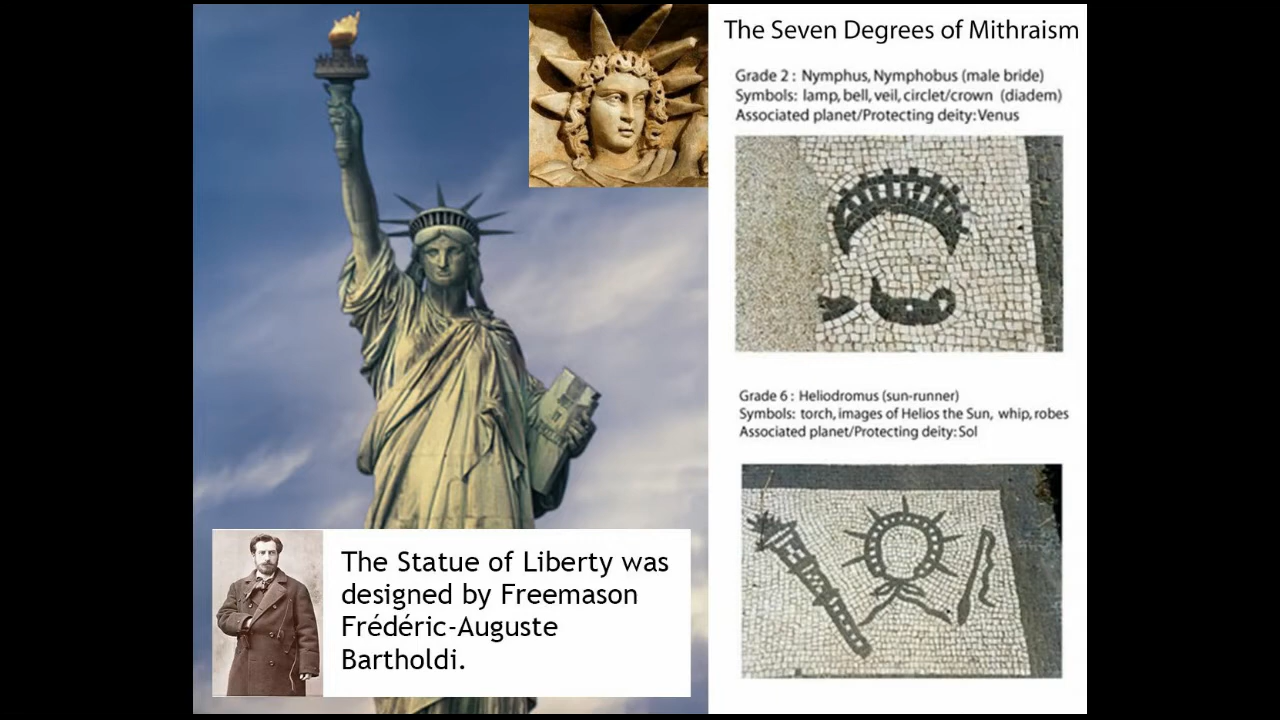 The Seven Degrees of Mithraism
Grade 2 : Nymphus, Nymphobus (male bride)
Symbols: lamp, bell, veil, circlet/crown (diadem)
Associated planet/Protecting deity: Venus
Grade 6 : Heliodromus (sun-runner)
Symbols: torch, images of Helios the Sun, whip, robes
Associated planet/Protecting deity: Sol
The Statue of Liberty was
designed by Freemason
Frédéric-Auguste
Bartholdi.